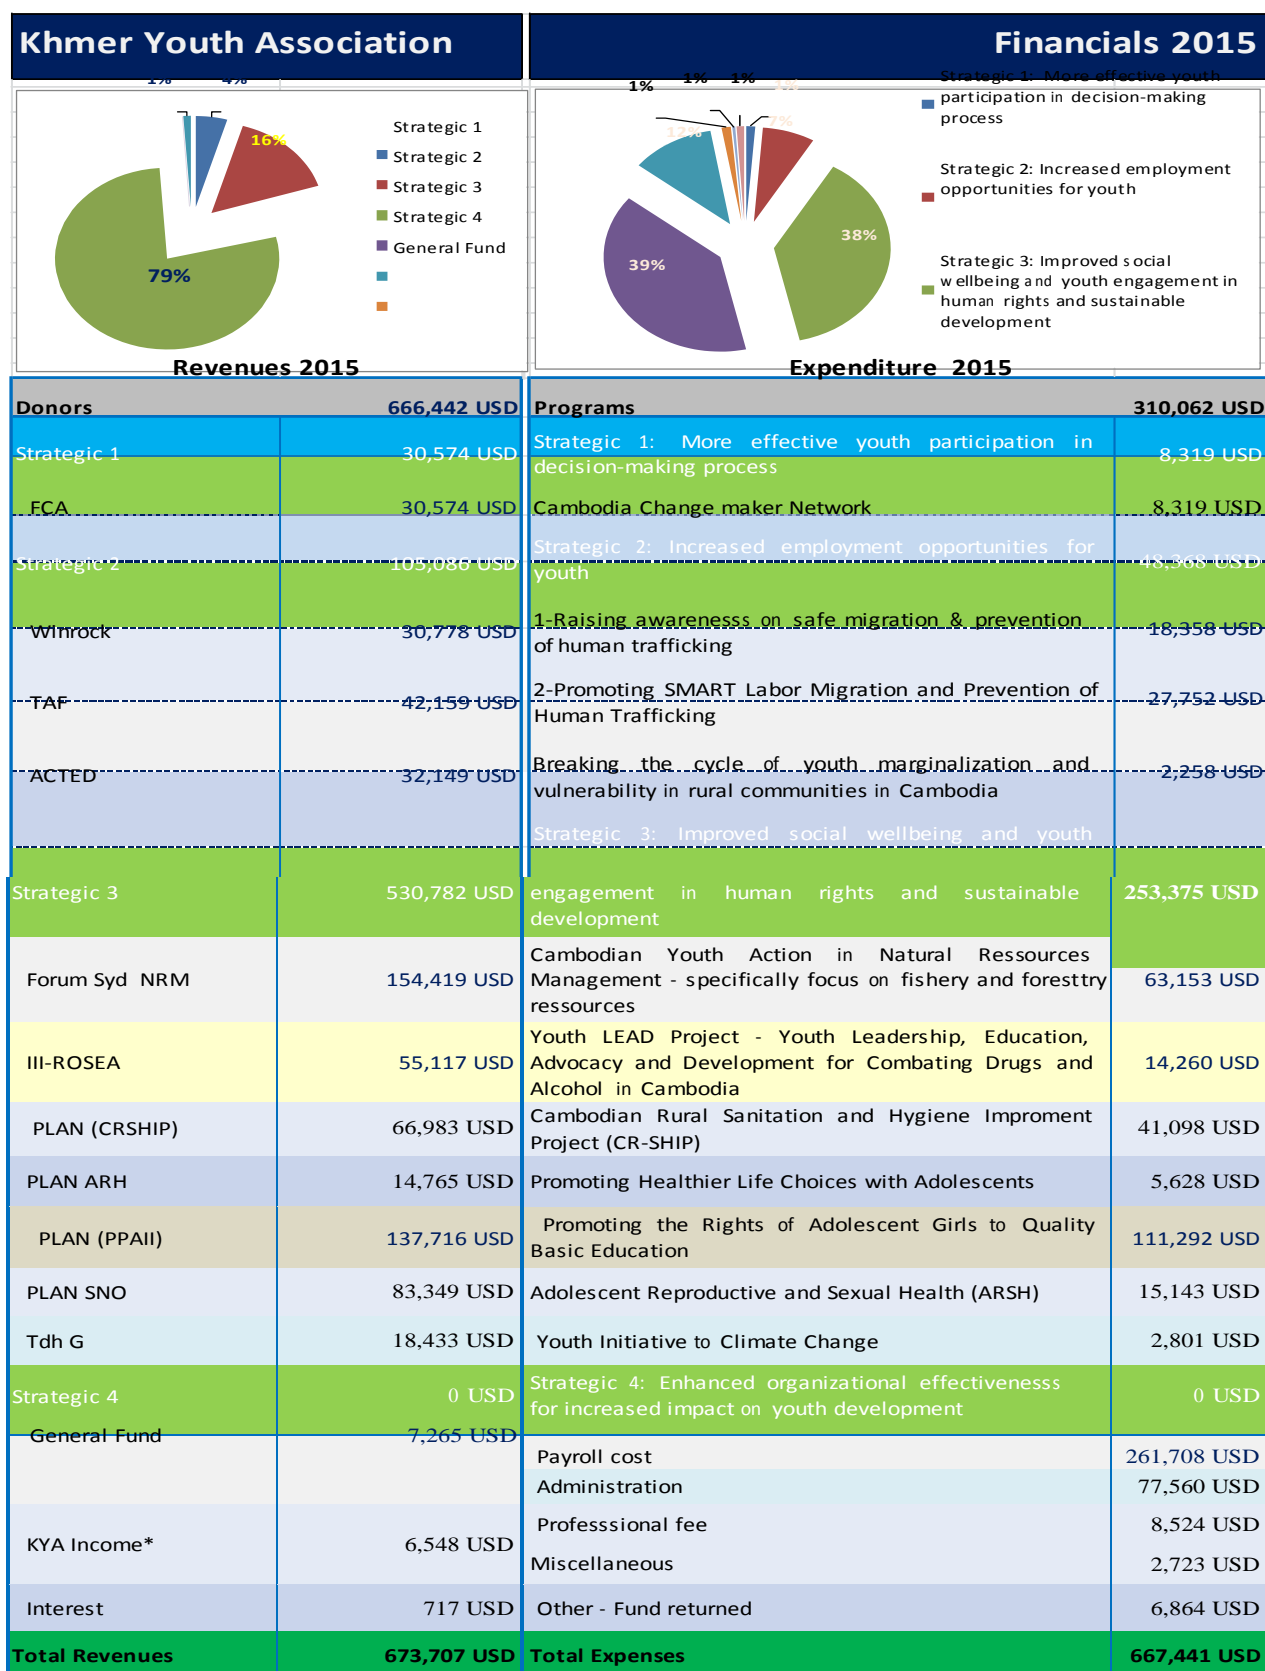 Khmer Youth Association
Financials 2015
1% 4%
16%
79%
Strategic 1
Strategic 2
Strategic 3
Strategic 4
General Fund
Revenues 2015
1% 1% 1%
1%
7%
12%
38%
39%
Strategic 1: More effective youth
participation in decision-making
process
Strategic 2: Increased employment
opportunities for youth
Strategic 3: Improved social
wellbeing and youth engagement in
human rights and sustainable
development
Expenditure 2015
Donors 666,442 USD Programs 310,062 USD
Strategic 1 30,574 USD Strategic 1: More effective youth participation in
decision-making process 8,319 USD
FCA 30,574 USD Cambodia Change maker Network 8,319 USD
Strategic 2 105,086 USD Strategic 2: Increased employment opportunities for
youth 48,368 USD
Winrock 30,778 USD 1-Raising awarenesss on safe migration & prevention
of human trafficking 18,358 USD
TAF 42,159 USD 2-Promoting SMART Labor Migration and Prevention of
Human Trafficking 27,752 USD
ACTED 32,149 USD Breaking the cycle of youth marginalization and
vulnerability in rural communities in Cambodia 2,258 USD
Strategic 3: Improved social wellbeing and youth
Strategic 3 530,782 USD engagement in human rights and sustainable 253,375 USD
development
Forum Syd NRM 154,419 USD Cambodian Youth Action in Natural Ressources
Management - specifically focus on fishery and foresttry 63,153 USD
ressources
III-ROSEA 55,117 USD Youth LEAD Project - Youth Leadership, Education,
Advocacy and Development for Combating Drugs and 14,260 USD
Alcohol in Cambodia
PLAN (CRSHIP) 66,983 USD Cambodian Rural Sanitation and Hygiene Improment
Project (CR-SHIP) 41,098 USD
PLAN ARH 14,765 USD Promoting Healthier Life Choices with Adolescents 5,628 USD
PLAN (PPAII) 137,716 USD Promoting the Rights of Adolescent Girls to Quality
Basic Education 111,292 USD
PLAN SNO 83,349 USD Adolescent Reproductive and Sexual Health (ARSH) 15,143 USD
Tdh G 18,433 USD Youth Initiative to Climate Change 2,801 USD
Strategic 4 0 USD Strategic 4: Enhanced organizational effectivenesss
for increased impact on youth development 0 USD
General Fund 7,265 USD
Payroll cost 261,708 USD
Administration 77,560 USD
KYA Income* 6,548 USD Professsional fee 8,524 USD
Miscellaneous 2,723 USD
Interest 717 USD Other - Fund returned 6,864 USD
Total Revenues 673,707 USD Total Expenses 667,441 USD